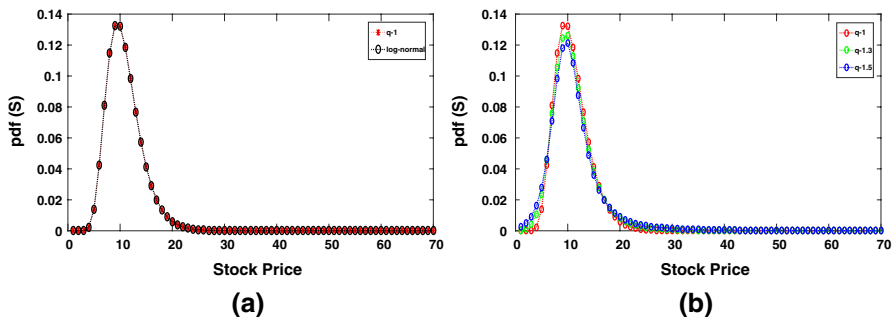 0.14
0.12
0.1
0.08
0.06
0.04
0.02
0
pdf (S)
q-1
log-normal
0 10 20 30 40 50 60 70
Stock Price
(a)
0.14
0.12
0.1
0.08
0.06
0.04
0.02
0
pdf (S)
q-1
q-1.3
q-1.5
0 10 20 30 40 50 60 70
Stock Price
(b)